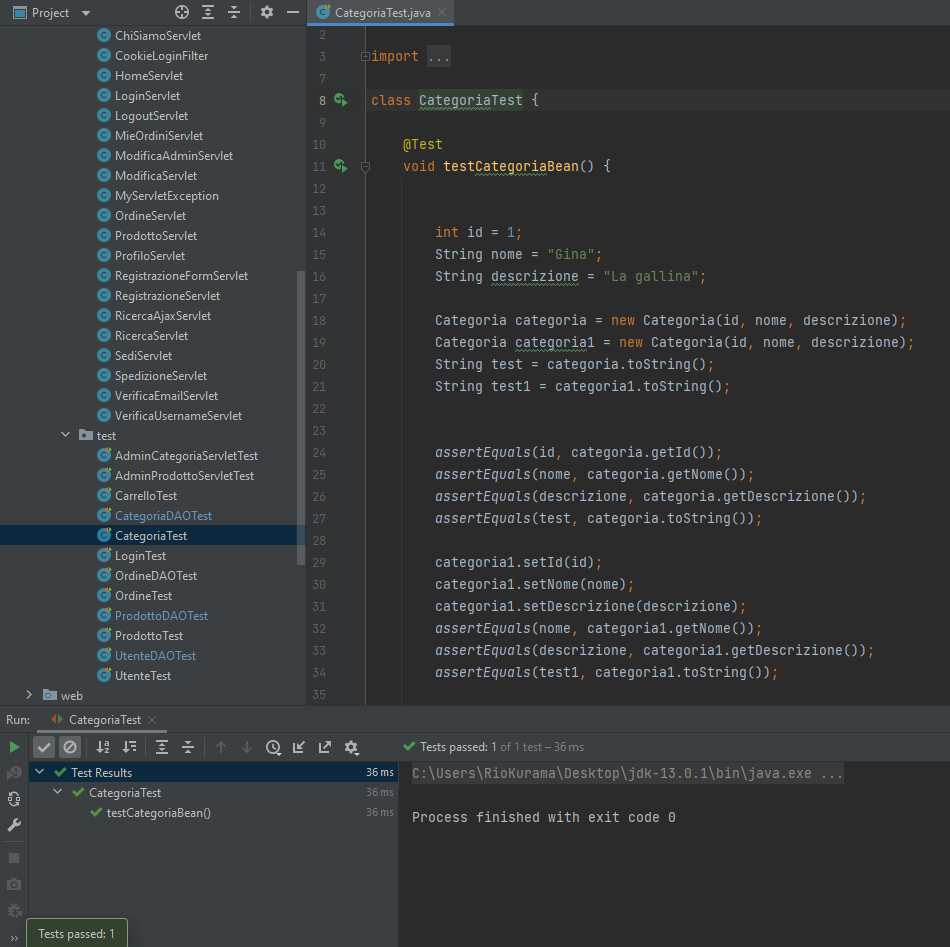 Project
CategoriaTest.java
ChiSiamoServlet
CookieLoginFilter
HomeServlet
LoginServlet
LogoutServlet
MieOrdiniServlet
ModificaAdminServlet
ModificaServlet
MyServletException
OrdineServlet
ProdottoServlet
ProfiloServlet
RegistrazioneFormServlet
RegistrazioneServlet
RicercaAjaxServlet
RicercaServlet
SediServlet
SpedizioneServlet
VerificaEmailServlet
VerificaUsernameServlet
test
AdminCategoriaServletTest
AdminProdottoServletTest
CarrelloTest
CategoriaDAOTest
CategoriaTest
LoginTest
OrdineDAOTest
OrdineTest
ProdottoDAOTest
ProdottoTest
UtenteDAOTest
UtenteTest
web
2
3 import ...
7
8 class CategoriaTest {
9
10 @Test
11 void testCategoriaBean() {
12
13
14 int id = 1;
15 String nome = "Gina";
16 String descrizione = "La gallina";
17
18 Categoria categoria = new Categoria(id, nome, descrizione);
19 Categoria categoria1 = new Categoria(id, nome, descrizione);
20 String test = categoria.toString();
21 String test1 = categoria1.toString();
22
23
24 assertEquals(id, categoria.getId());
25 assertEquals(nome, categoria.getNome());
26 assertEquals(descrizione, categoria.getDescrizione());
27 assertEquals(test, categoria.toString());
28
29 categoria1.setId(id);
30 categoria1.setNome(nome);
31 categoria1.setDescrizione(descrizione);
32 assertEquals(nome, categoria1.getNome());
33 assertEquals(descrizione, categoria1.getDescrizione());
34 assertEquals(test1, categoria1.toString());
35
Run: CategoriaTest
Tests passed: 1 of 1 test – 36 ms
Test Results 36 ms
CategoriaTest 36 ms
testCategoriaBean() 36 ms
C:\Users\RioKurama\Desktop\jdk-13.0.1\bin\java.exe ...
Process finished with exit code 0
Tests passed: 1